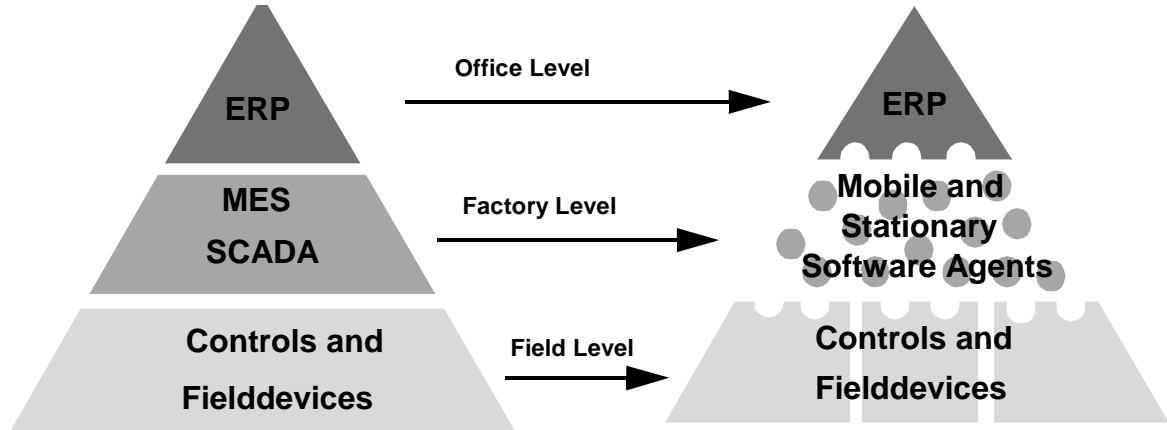 ERP
Office Level
ERP
MES
SCADA
Factory Level
Mobile and
Stationary
Software Agents
Controls and
Fielddevices
Field Level
Controls and
Fielddevices